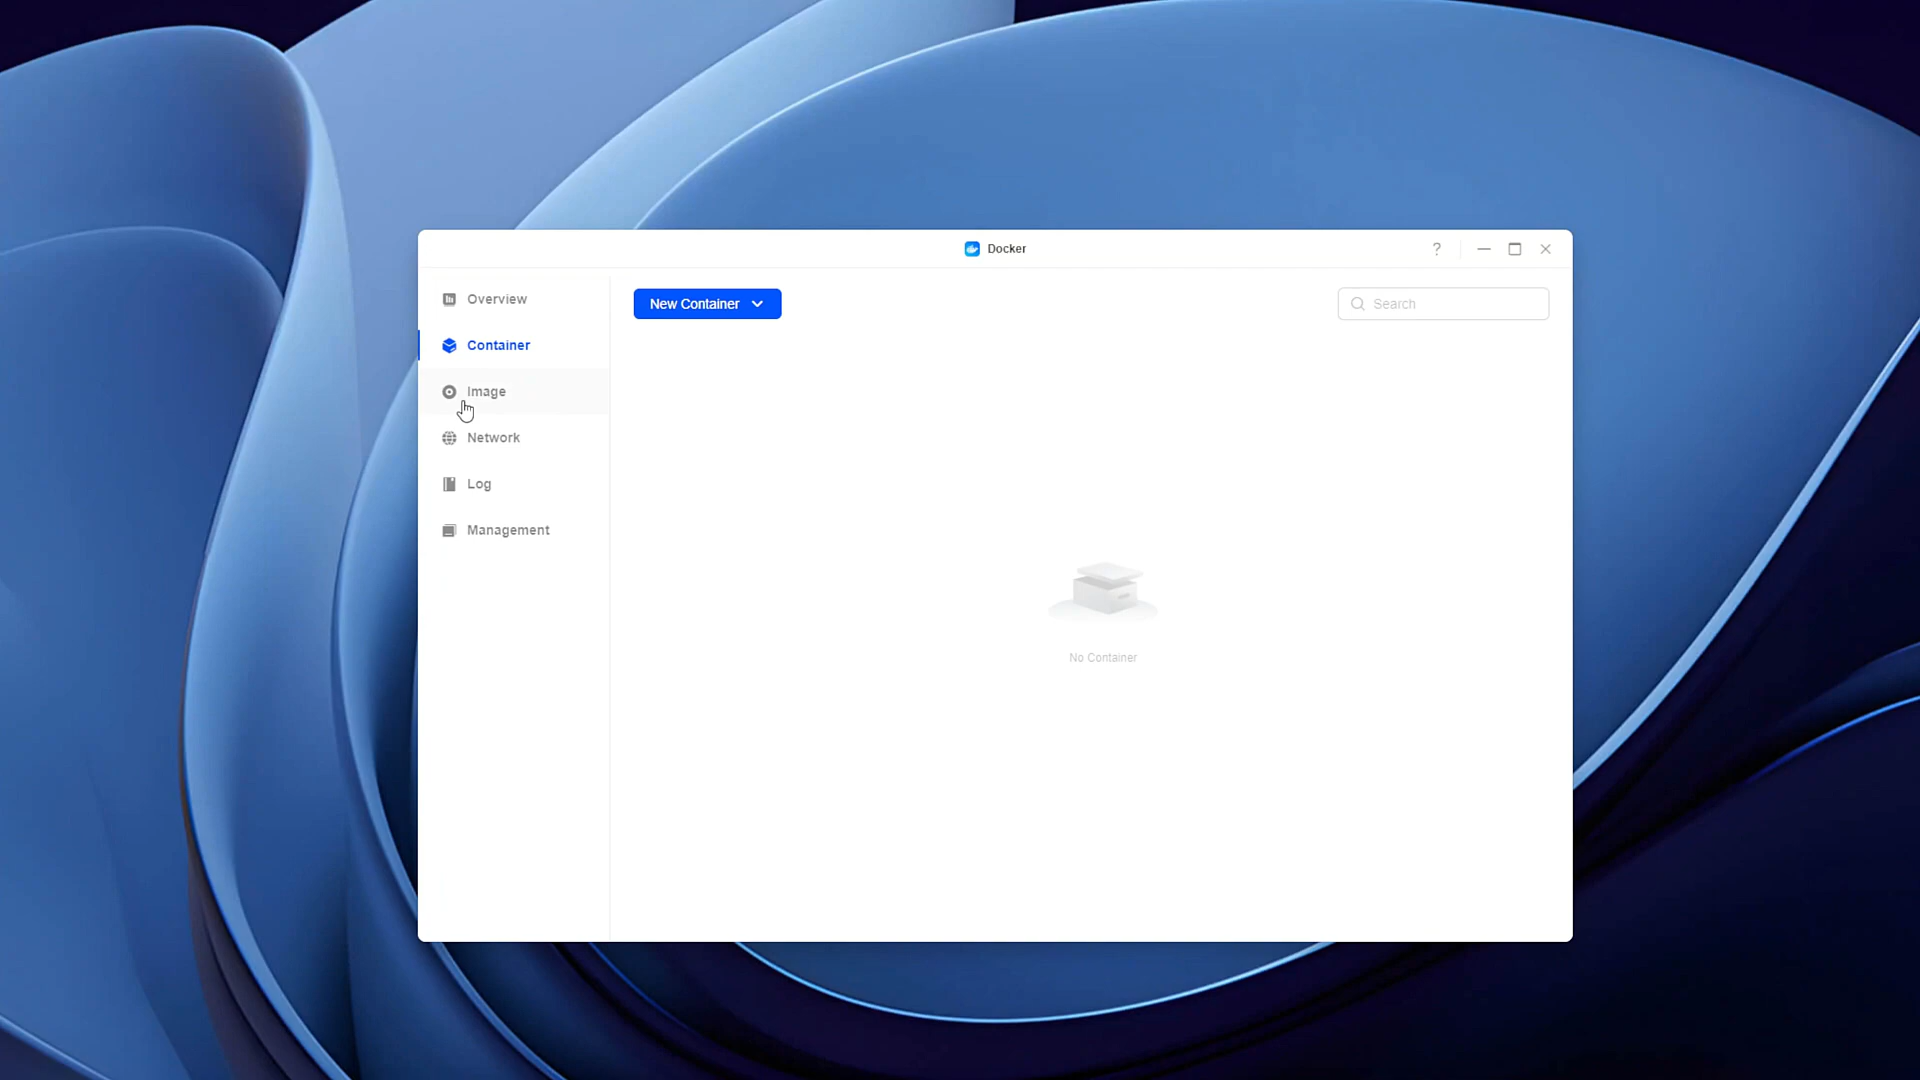 Docker
?
Overview
Container
Image
Network
Log
Management
New Container
Search
No Container